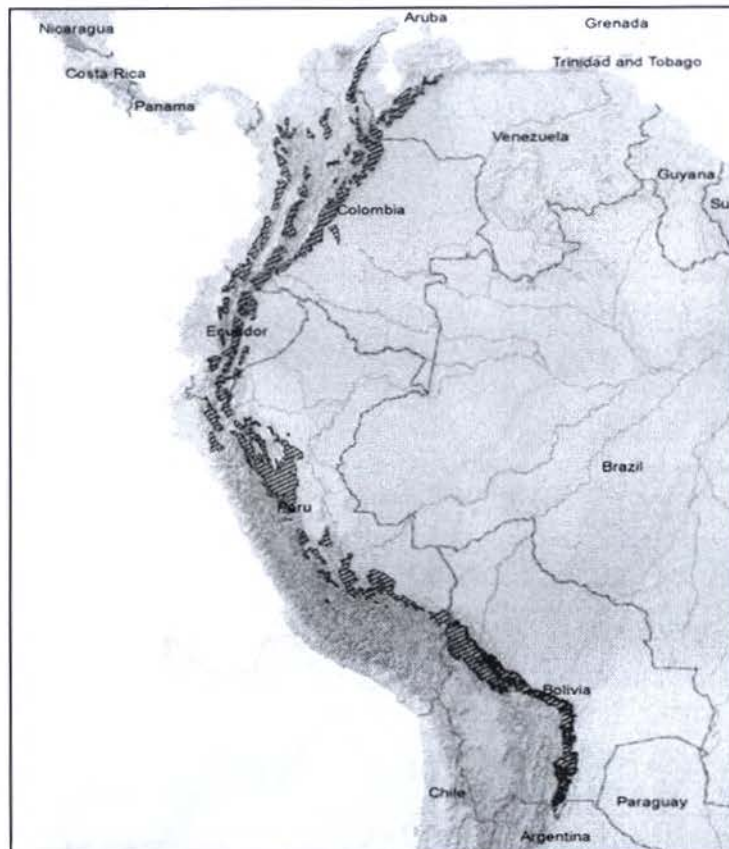 Nicaragua
Aruba
Grenada
Costa Rica
Trinidad and Tobago
Panama
Venezuela
Guyana
Su
Colombia
Ecuador
Brazil
Peru
Bolivia
Chile
Paraguay
Argentina